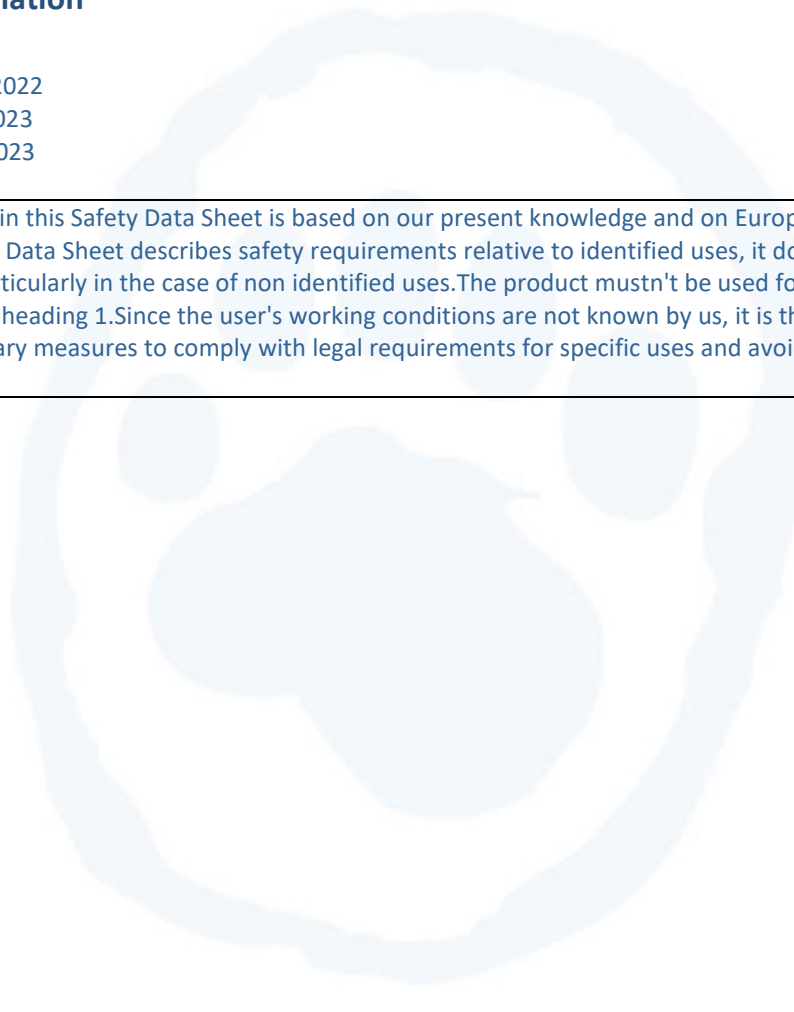 2022
023
023
in this Safety Data Sheet is based on our present knowledge and on Europ
Data Sheet describes safety requirements relative to identified uses, it do
ticularly in the case of non identified uses.The product mustn't be used fo
heading 1.Since the user's working conditions are not known by us, it is th
ary measures to comply with legal requirements for specific uses and avoi